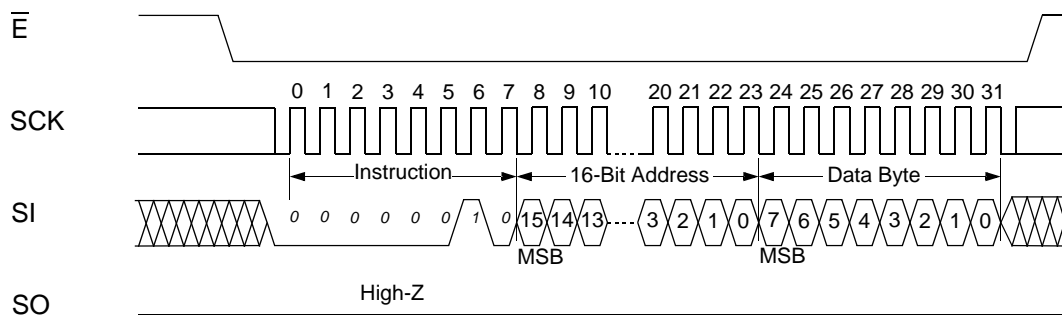 E
0 1 2 3 4 5 6 7 8 9 10 20 21 22 23 24 25 26 27 28 29 30 31
SCK
Instruction 16-Bit Address Data Byte
SI 0 0 0 0 0 0 1 0 15 14 13 3 2 1 0 7 6 5 4 3 2 1 0
MSB MSB
High-Z
SO